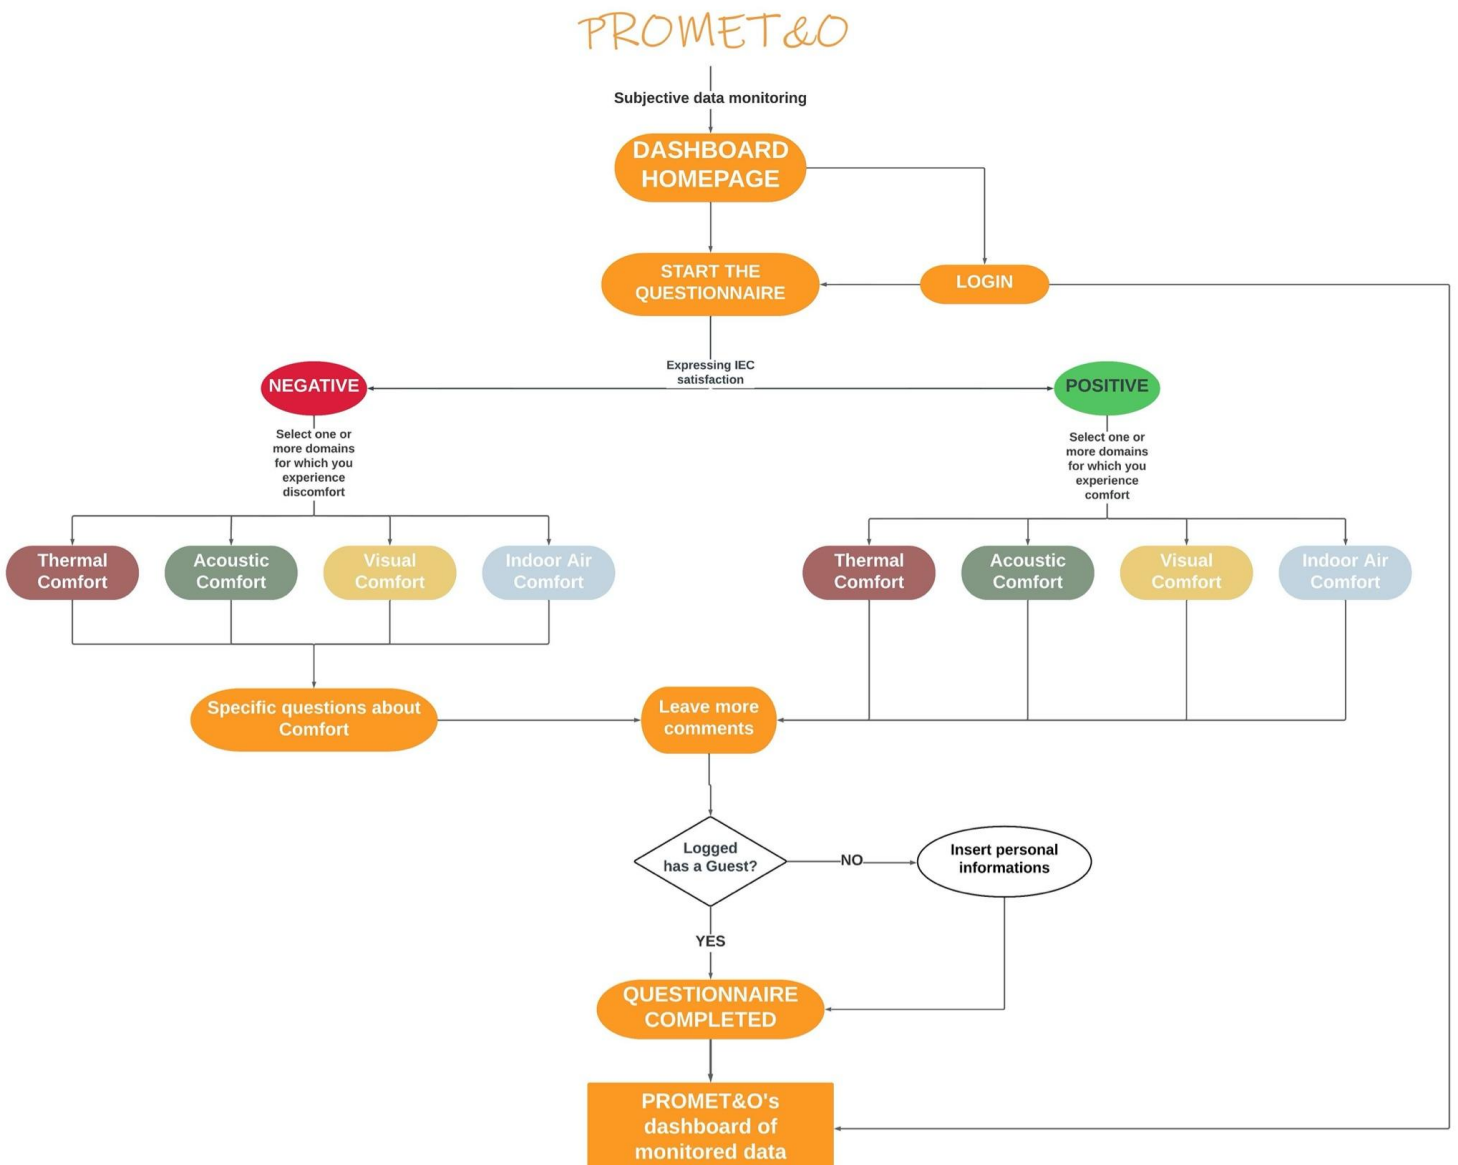 PROMET&O
Subjective data monitoring
DASHBOARD
HOMEPAGE
START THE
QUESTIONNAIRE
LOGIN
Expressing IEC
satisfaction
NEGATIVE
POSITIVE
Select one or
more domains
for which you
experience
discomfort
Select one or
more domains
for which you
experience
comfort
Thermal
Comfort
Acoustic
Comfort
Visual
Comfort
Indoor Air
Comfort
Thermal
Comfort
Acoustic
Comfort
Visual
Comfort
Indoor Air
Comfort
Specific questions about
Comfort
Leave more
comments
Logged
has a Guest?
NO
Insert personal
informations
YES
QUESTIONNAIRE
COMPLETED
PROMET&O's
dashboard of
monitored data